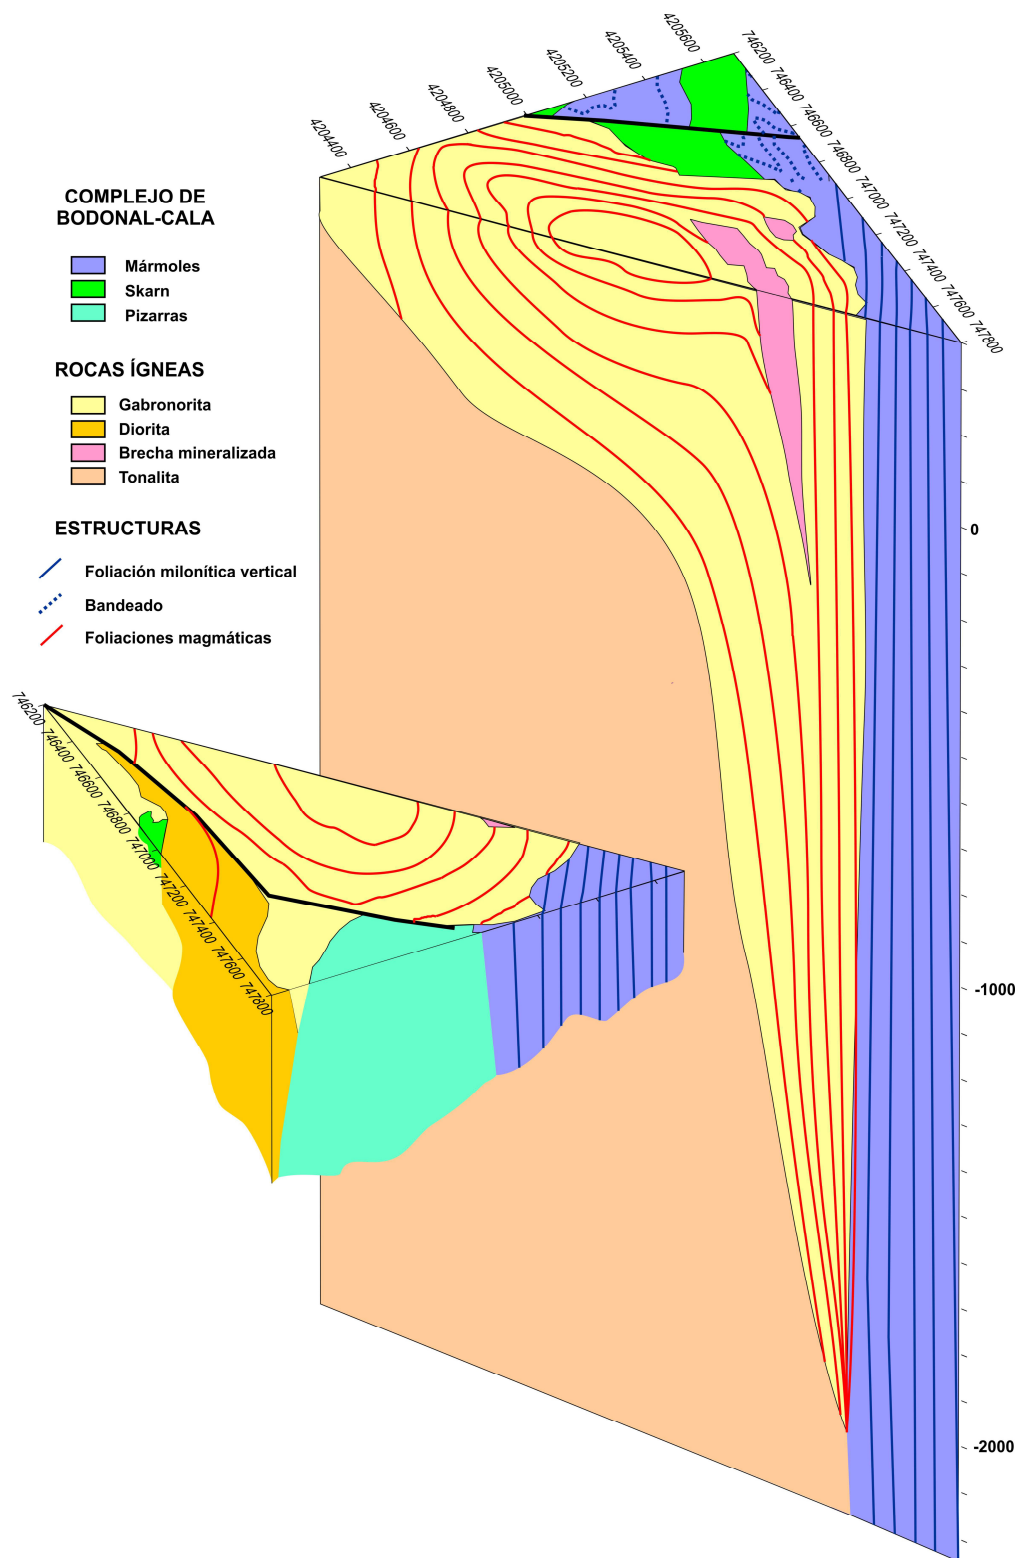 4204400
4204600
4204800
4205000
4205200
4205400
4205600
746200
746400
746600
746800
747000
747200
747400
747600
747800
COMPLEJO DE
BODONAL-CALA
Mármoles
Skarn
Pizarras
ROCAS ÍGNEAS
Gabronorita
Diorita
Brecha mineralizada
Tonalita
ESTRUCTURAS
Foliación milonítica vertical
Bandeado
Foliaciones magmáticas
0
-1000
-2000
746200
746400
746600
746800
747000
747200
747400
747600
747800